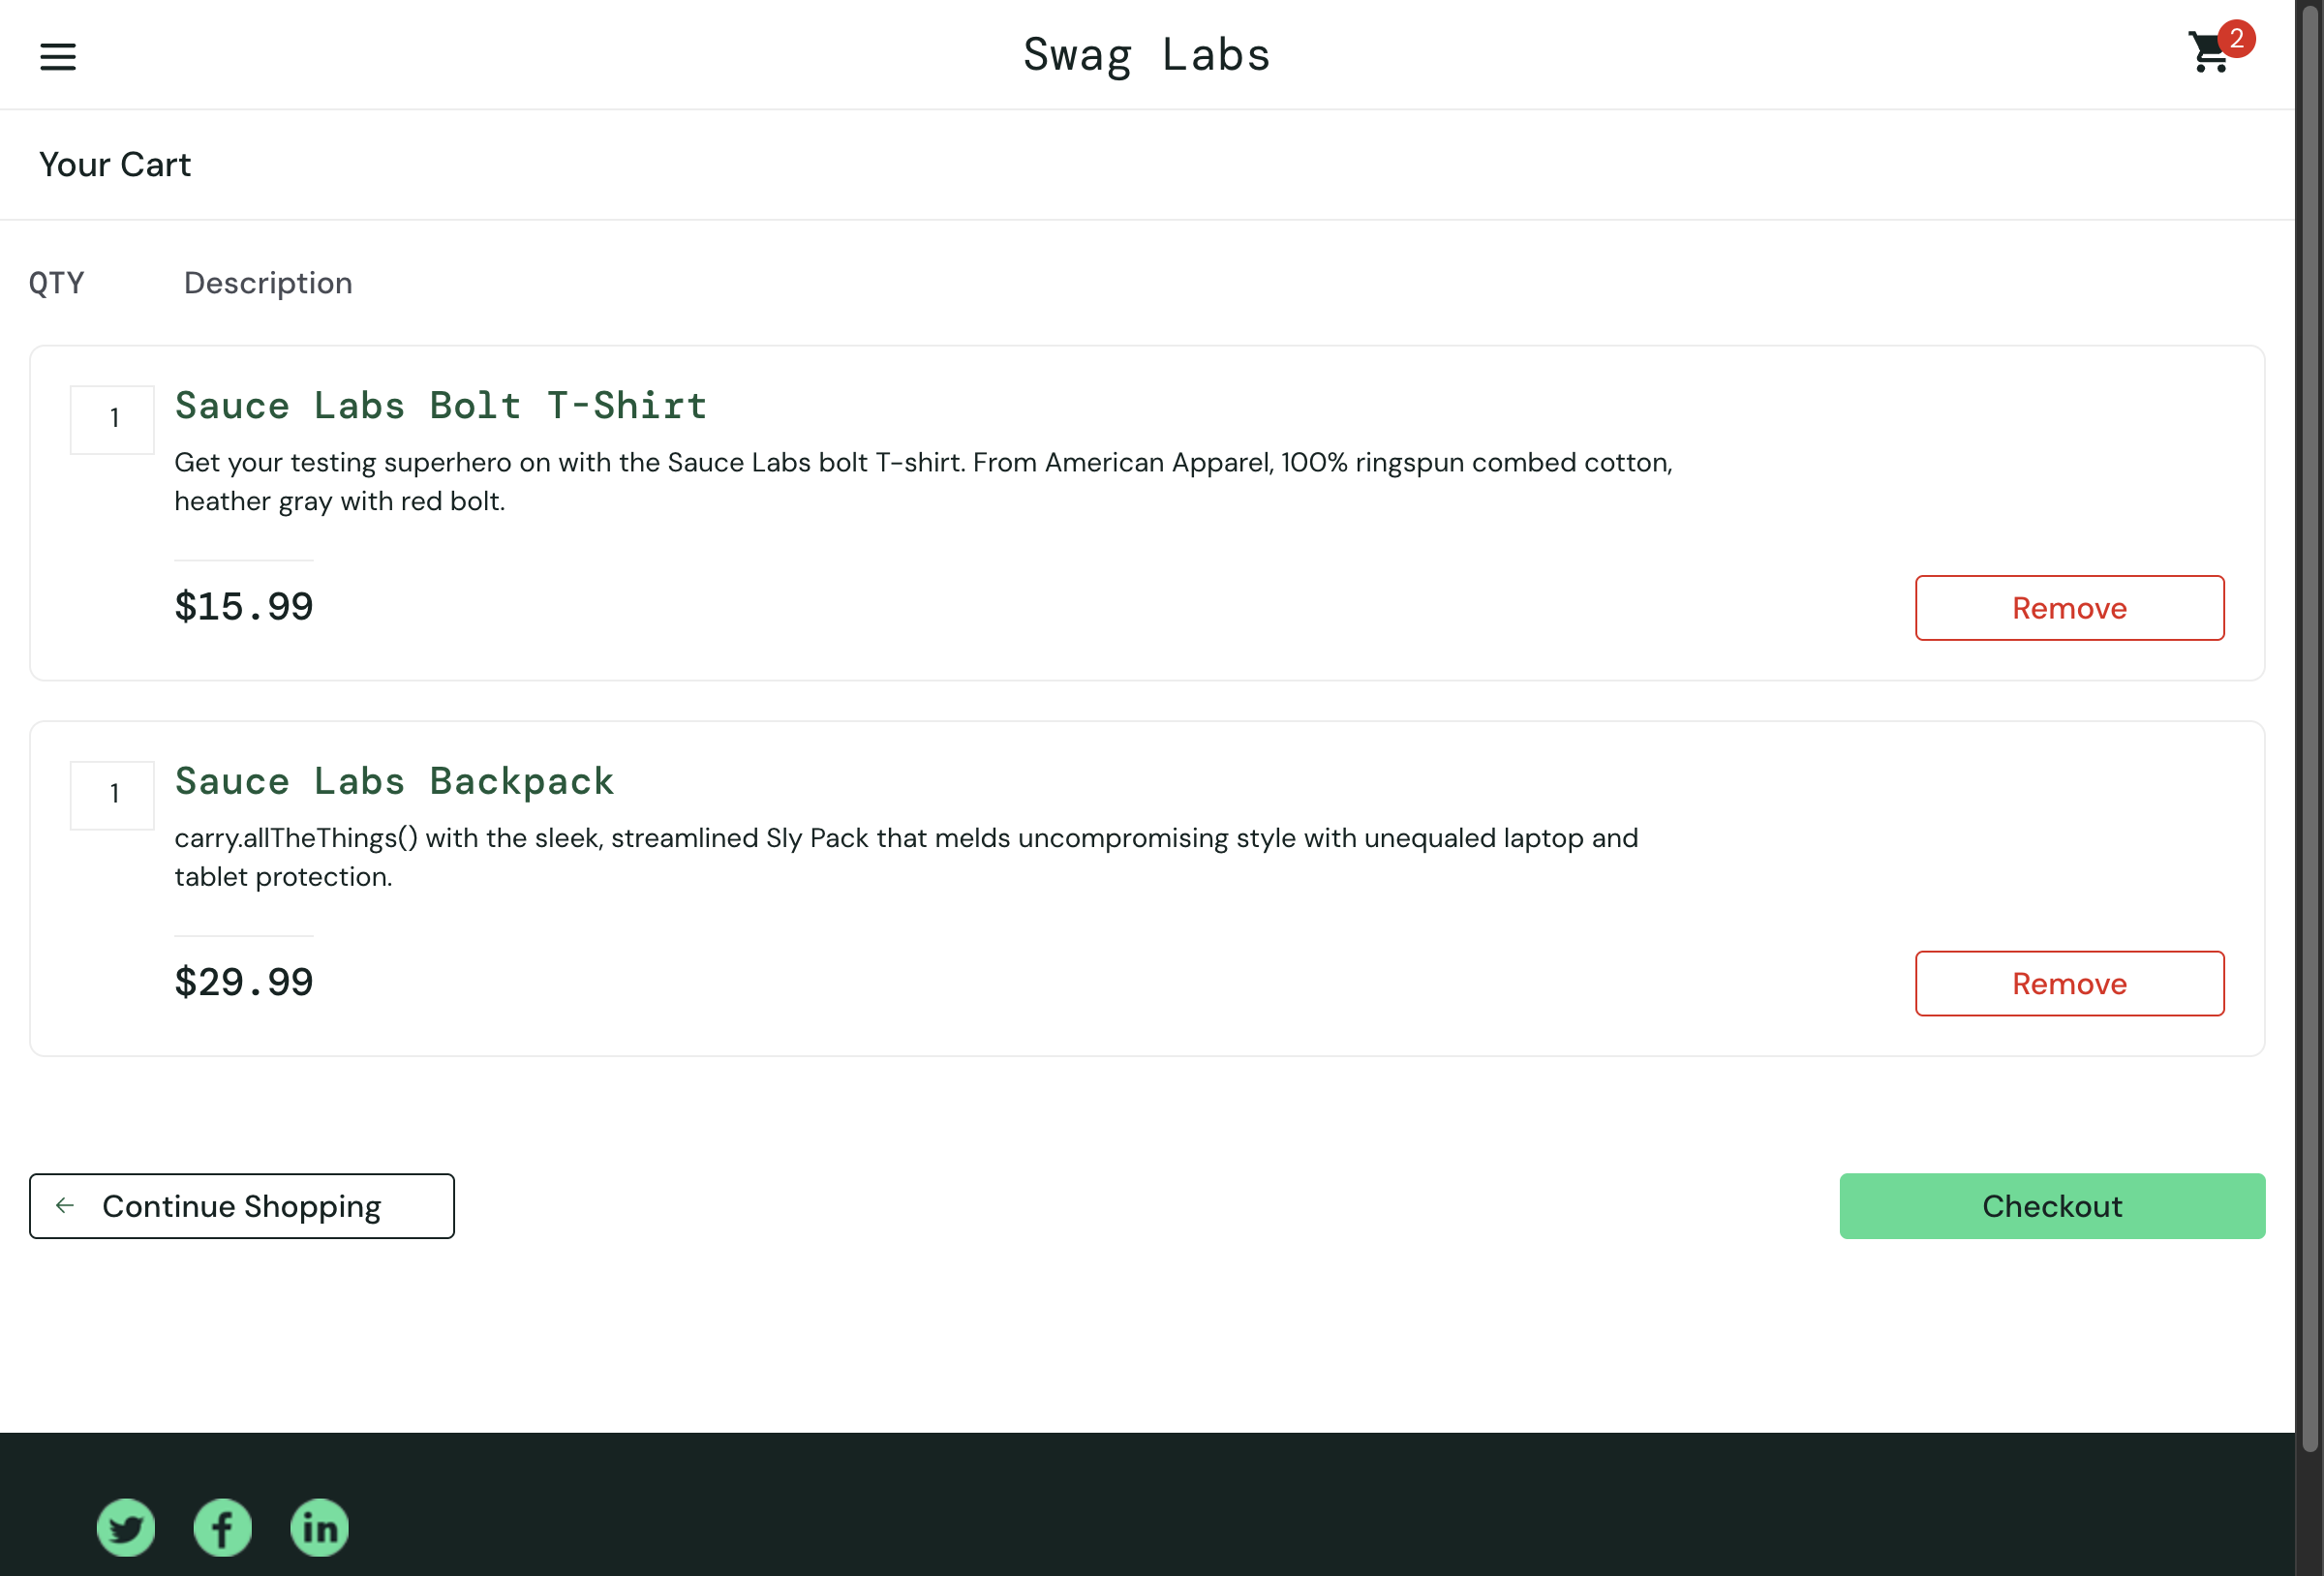 Swag Labs
2
Your Cart
QTY Description
1 Sauce Labs Bolt T-Shirt
Get your testing superhero on with the Sauce Labs bolt T-shirt. From American Apparel, 100% ringspun combed cotton,
heather gray with red bolt.
$15.99
Remove
1 Sauce Labs Backpack
carry.allTheThings() with the sleek, streamlined Sly Pack that melds uncompromising style with unequaled laptop and
tablet protection.
$29.99
Remove
Continue Shopping
Checkout
f
in